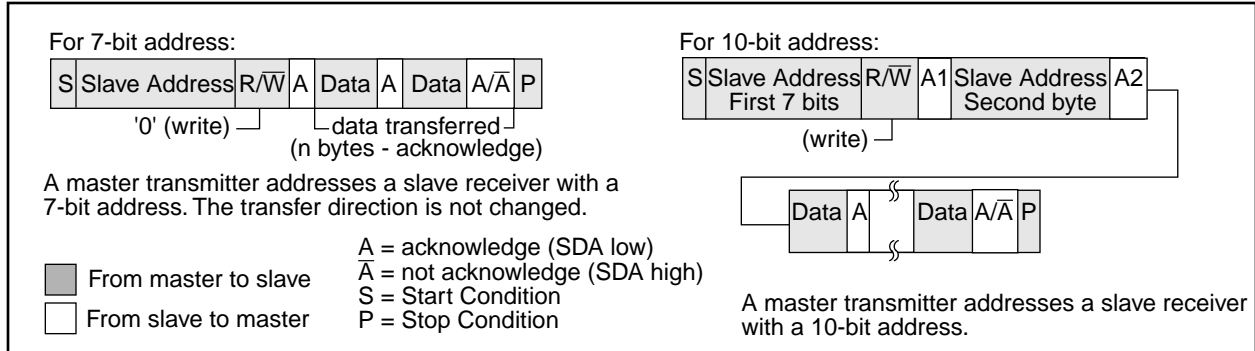 For 7-bit address:
S Slave Address R/W̅ A Data A Data A/A̅ P
'0' (write)
data transferred
(n bytes - acknowledge)
A master transmitter addresses a slave receiver with a
7-bit address. The transfer direction is not changed.
From master to slave
From slave to master
A = acknowledge (SDA low)
A̅ = not acknowledge (SDA high)
S = Start Condition
P = Stop Condition
For 10-bit address:
S Slave Address R/W̅ A1 Slave Address A2
First 7 bits Second byte
(write)
Data A Data A/A̅ P
A master transmitter addresses a slave receiver
with a 10-bit address.